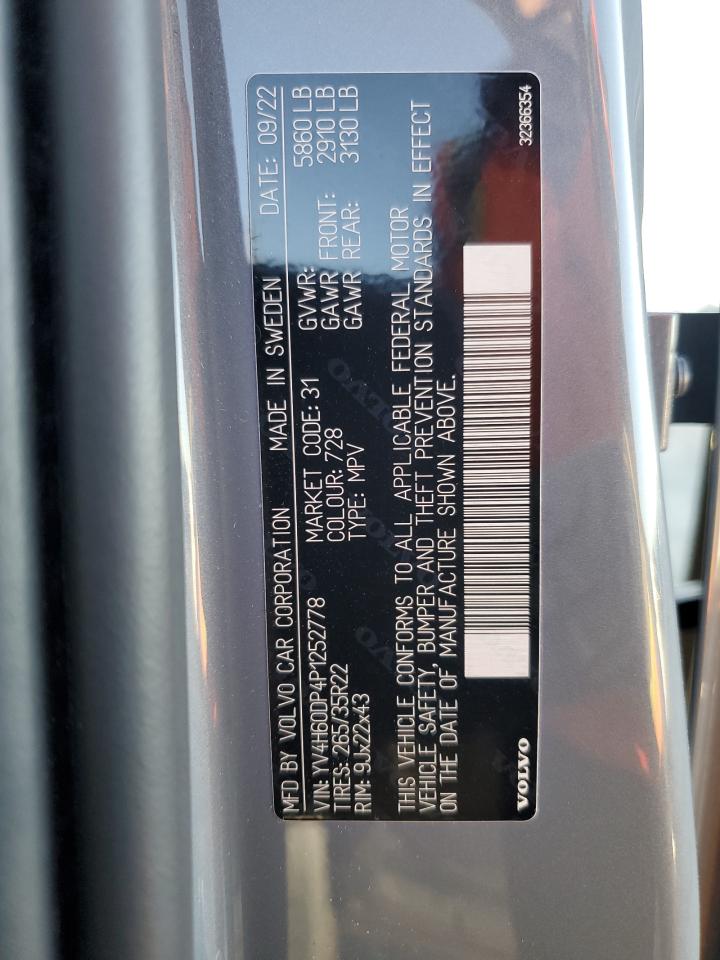 MFD BY VOLVO CAR CORPORATION MADE IN SWEDEN DATE: 09/22
VIN: YV4H60DP4P1252778 MARKET CODE: 31 GVWR: 5860 LB
TIRES: 265/35R22 COLOUR: 728 GAWR FRONT: 2910 LB
RIM: 9Jx22x43 TYPE: MPV GAWR REAR: 3130 LB
THIS VEHICLE CONFORMS TO ALL APPLICABLE FEDERAL MOTOR
VEHICLE SAFETY, BUMPER AND THEFT PREVENTION STANDARDS IN EFFECT
ON THE DATE OF MANUFACTURE SHOWN ABOVE.
VOLVO 32366354